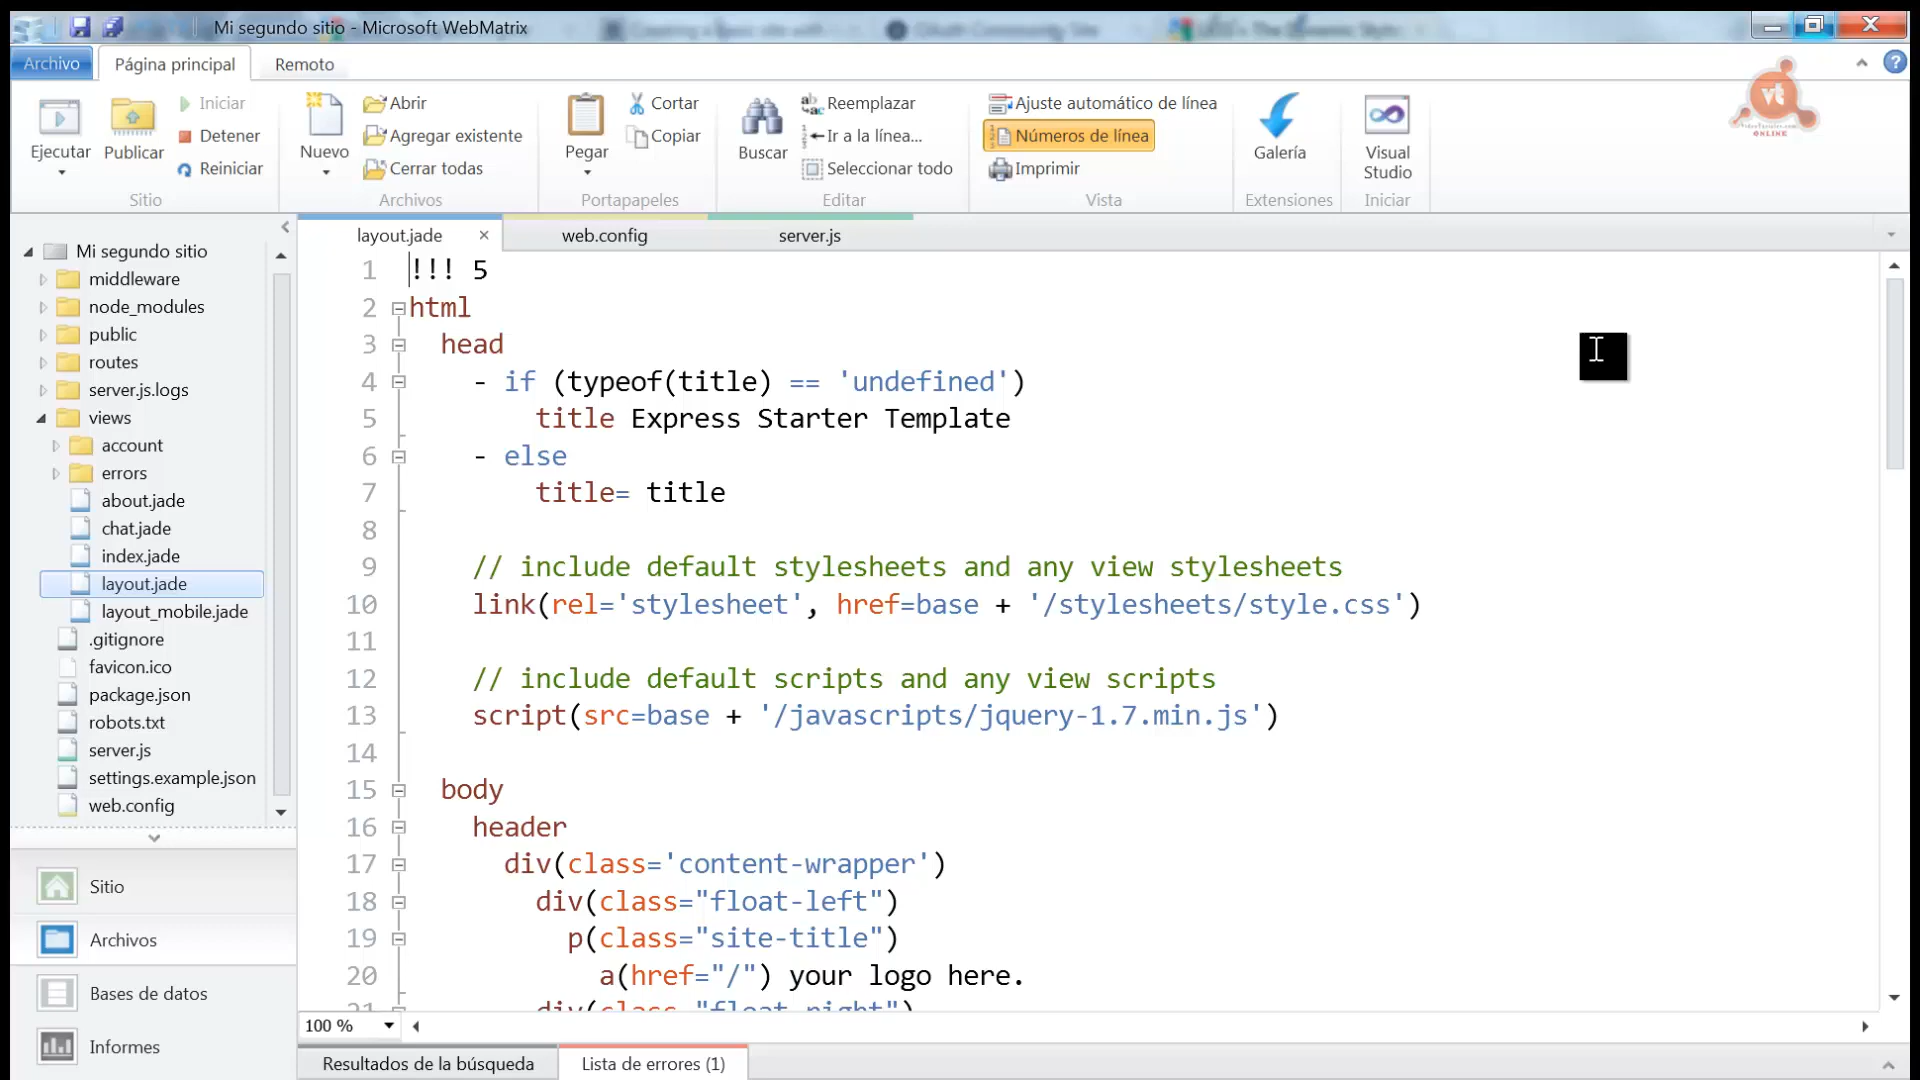 Mi segundo sitio - Microsoft WebMatrix
Archivo
Página principal
Remoto
Ejecutar
Publicar
Iniciar
Detener
Reiniciar
Sitio
Nuevo
Abrir
Agregar existente
Cerrar todas
Archivos
Pegar
Cortar
Copiar
Portapapeles
Buscar
Reemplazar
Ir a la línea...
Seleccionar todo
Editar
Ajuste automático de línea
Números de línea
Imprimir
Vista
Galería
Extensiones
Visual
Studio
Iniciar
vt
ONLINE
Mi segundo sitio
middleware
node_modules
public
routes
server.js.logs
views
account
errors
about.jade
chat.jade
index.jade
layout.jade
layout_mobile.jade
.gitignore
favicon.ico
package.json
robots.txt
server.js
settings.example.json
web.config
Sitio
Archivos
Bases de datos
Informes
layout.jade
web.config
server.js
1 !!! 5
2 html
3 head
4 - if (typeof(title) == 'undefined')
5 title Express Starter Template
6 - else
7 title= title
8
9 // include default stylesheets and any view stylesheets
10 link(rel='stylesheet', href=base + '/stylesheets/style.css')
11
12 // include default scripts and any view scripts
13 script(src=base + '/javascripts/jquery-1.7.min.js')
14
15 body
16 header
17 div(class='content-wrapper')
18 div(class="float-left")
19 p(class="site-title")
20 a(href="/") your logo here.
21 div(class="float-right")
100 %
Resultados de la búsqueda
Lista de errores (1)